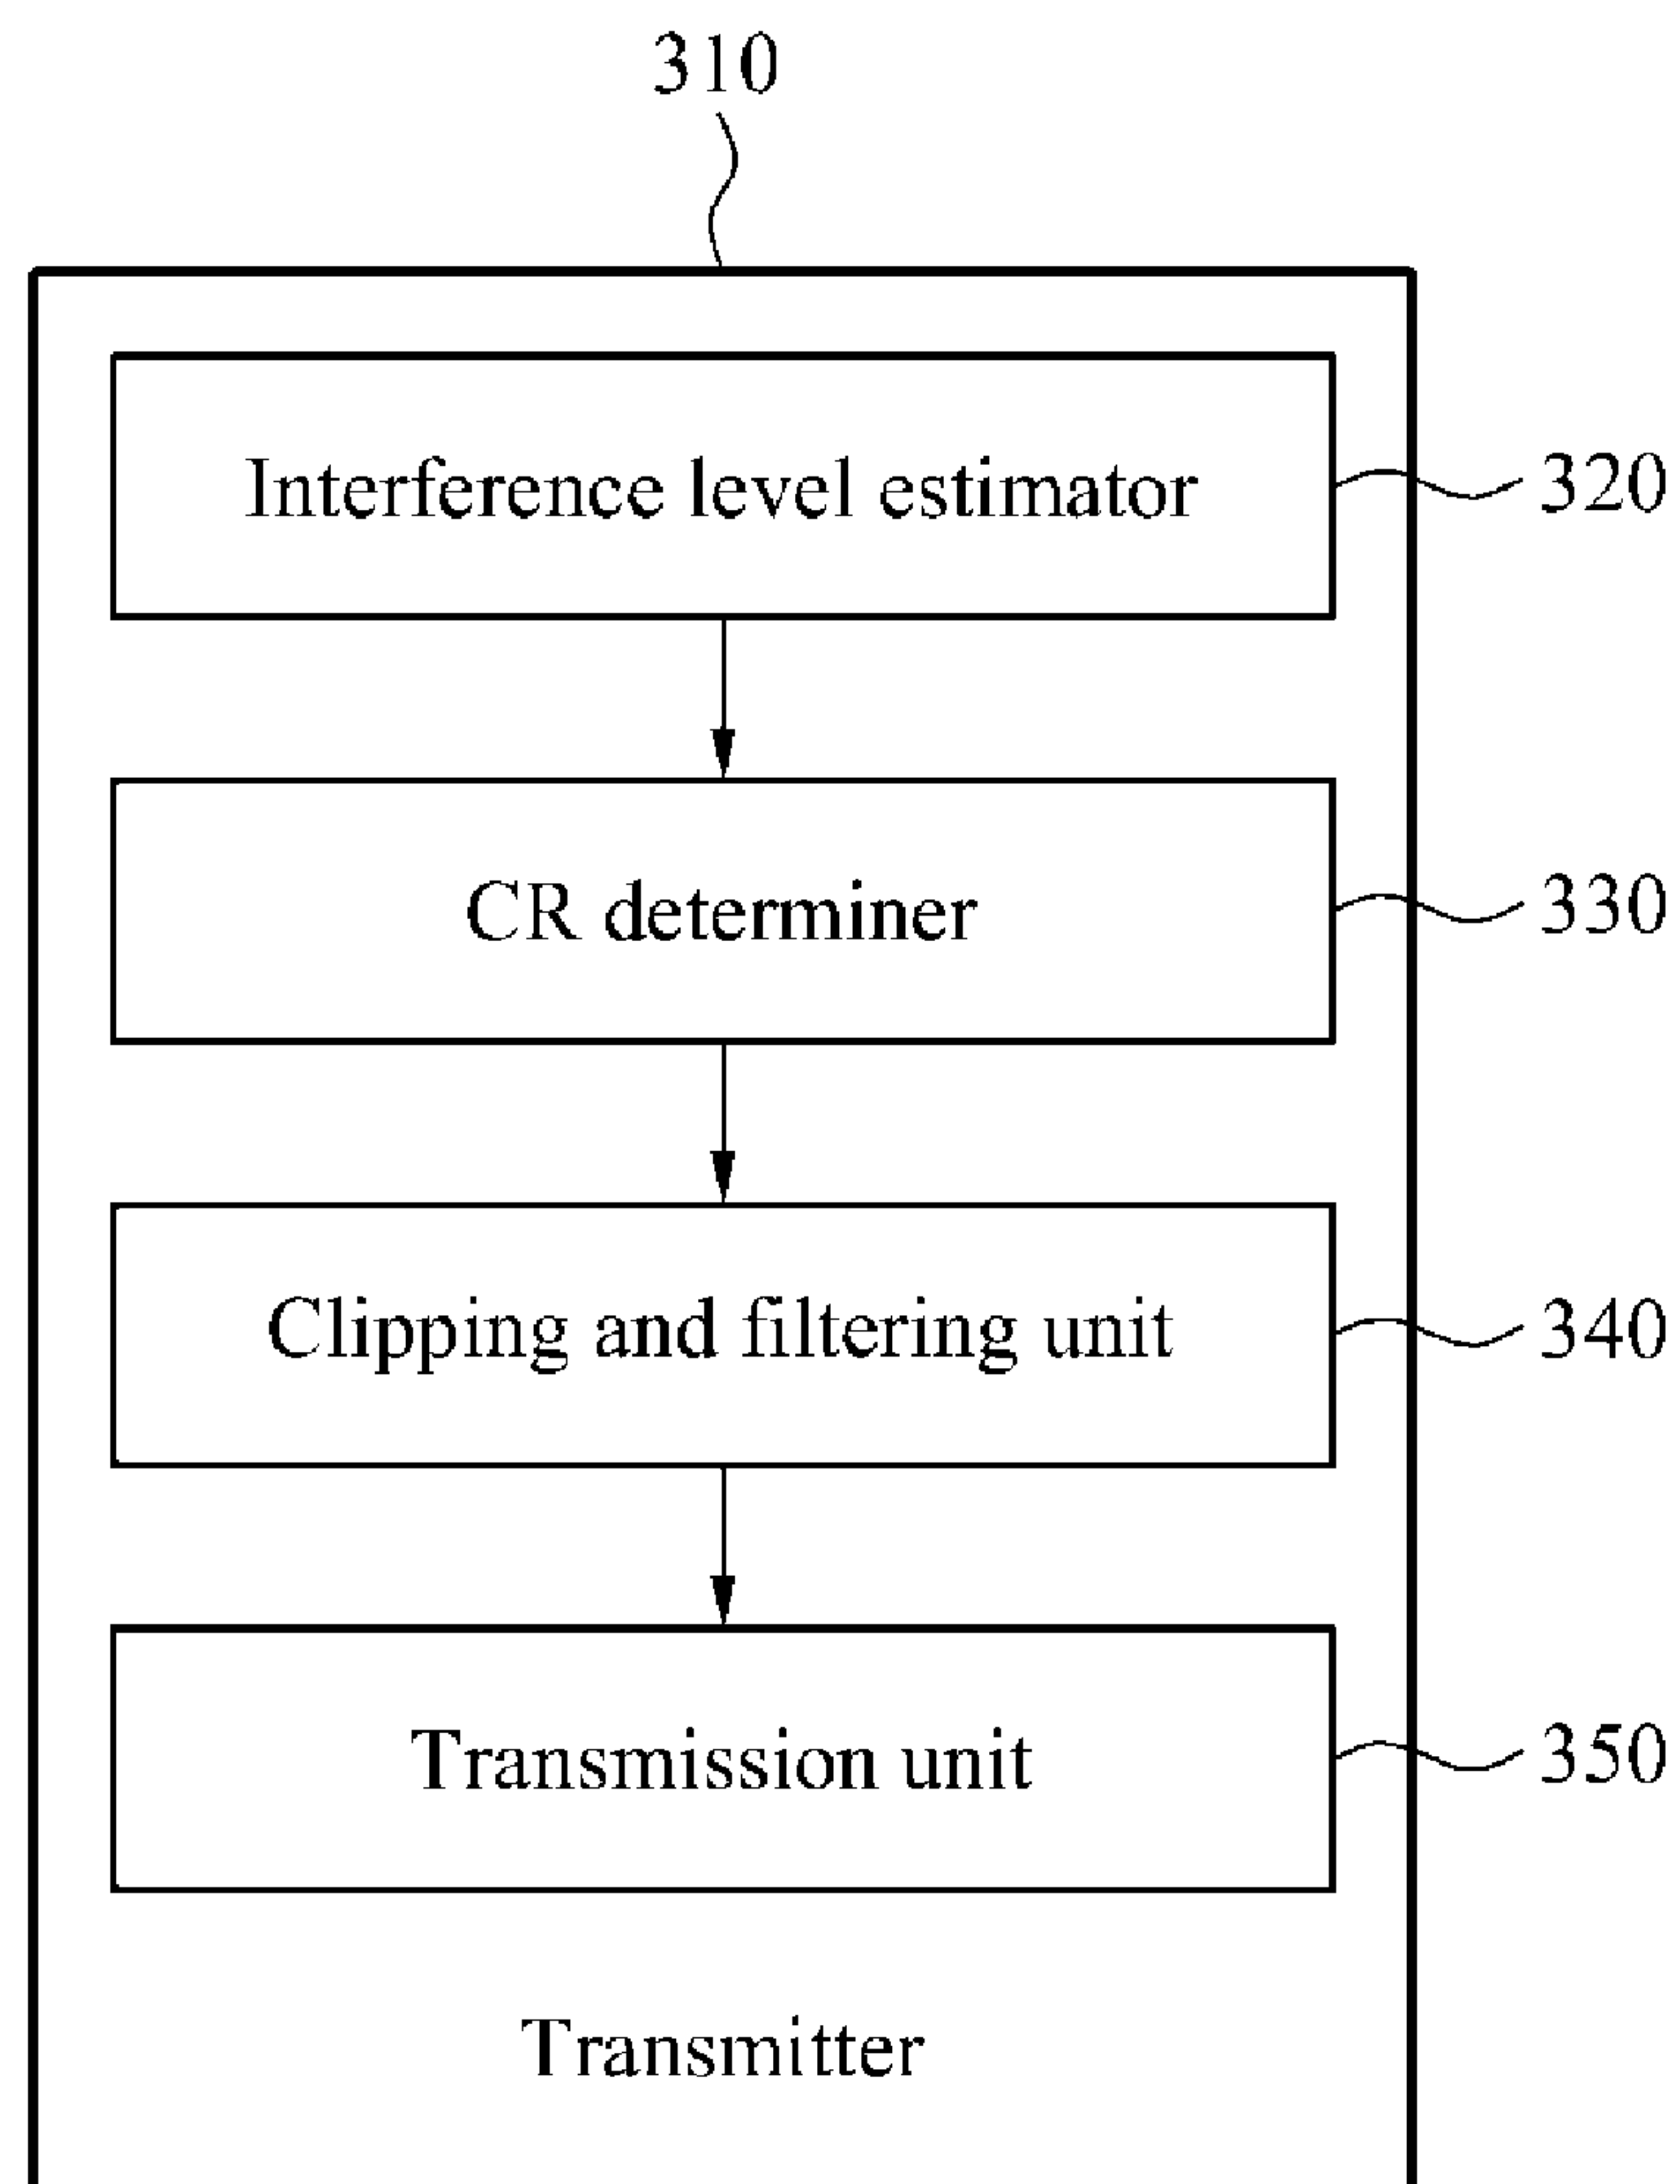 310
Interference level estimator
320
CR determiner
330
Clipping and filtering unit
340
Transmission unit
350
Transmitter